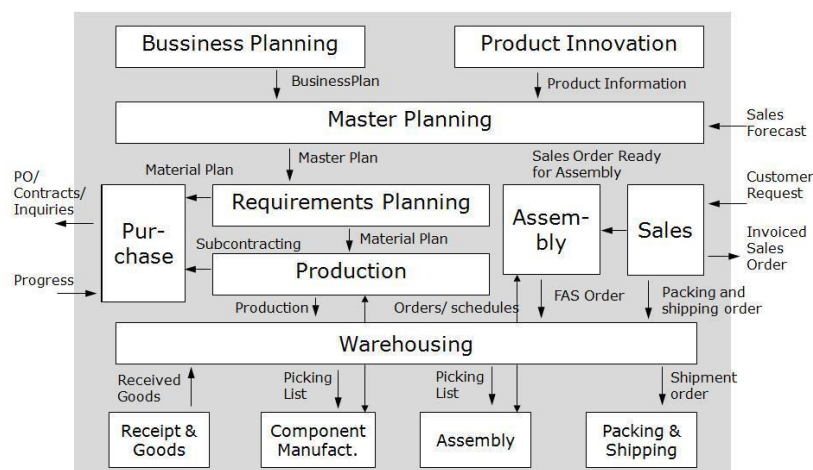 Bussiness Planning
Product Innovation
BusinessPlan
Product Information
Master Planning
Sales
Forecast
Master Plan
Material Plan
Sales Order Ready
for Assembly
PO/
Contracts/
Inquiries
Customer
Request
Requirements Planning
Pur-
chase
Assem-
bly
Sales
Subcontracting
Material Plan
Invoiced
Sales
Order
Production
Progress
Production
Orders/ schedules
FAS Order
Packing and
shipping order
Warehousing
Received
Goods
Picking
List
Picking
List
Shipment
order
Receipt &
Goods
Component
Manufact.
Assembly
Packing &
Shipping